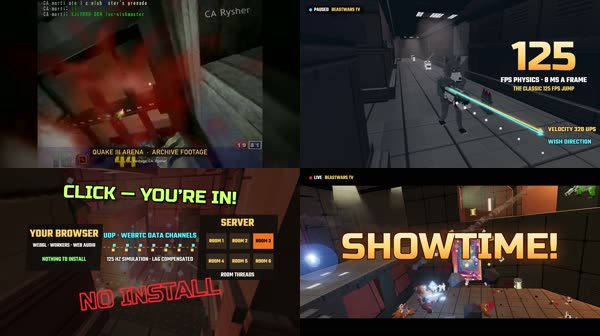 CA Rysher
19 81
QUAKE III ARENA - ARCHIVE FOOTAGE
44
PAUSED BEASTWARS TV
125
FPS PHYSICS · 8 MS A FRAME
THE CLASSIC 125 FPS JUMP
VELOCITY 320 UPS
WISH DIRECTION
CLICK — YOU'RE IN!
YOUR BROWSER
WEBGL · WORKERS · WEB AUDIO
NOTHING TO INSTALL
UDP · WEBRTC DATA CHANNELS
125 HZ SIMULATION · LAG COMPENSATED
SERVER
ROOM 1 ROOM 2 ROOM 3
ROOM 4 ROOM 5 ROOM 6
ROOM THREADS
NO INSTALL
LIVE BEASTWARS TV
SHOWTIME!